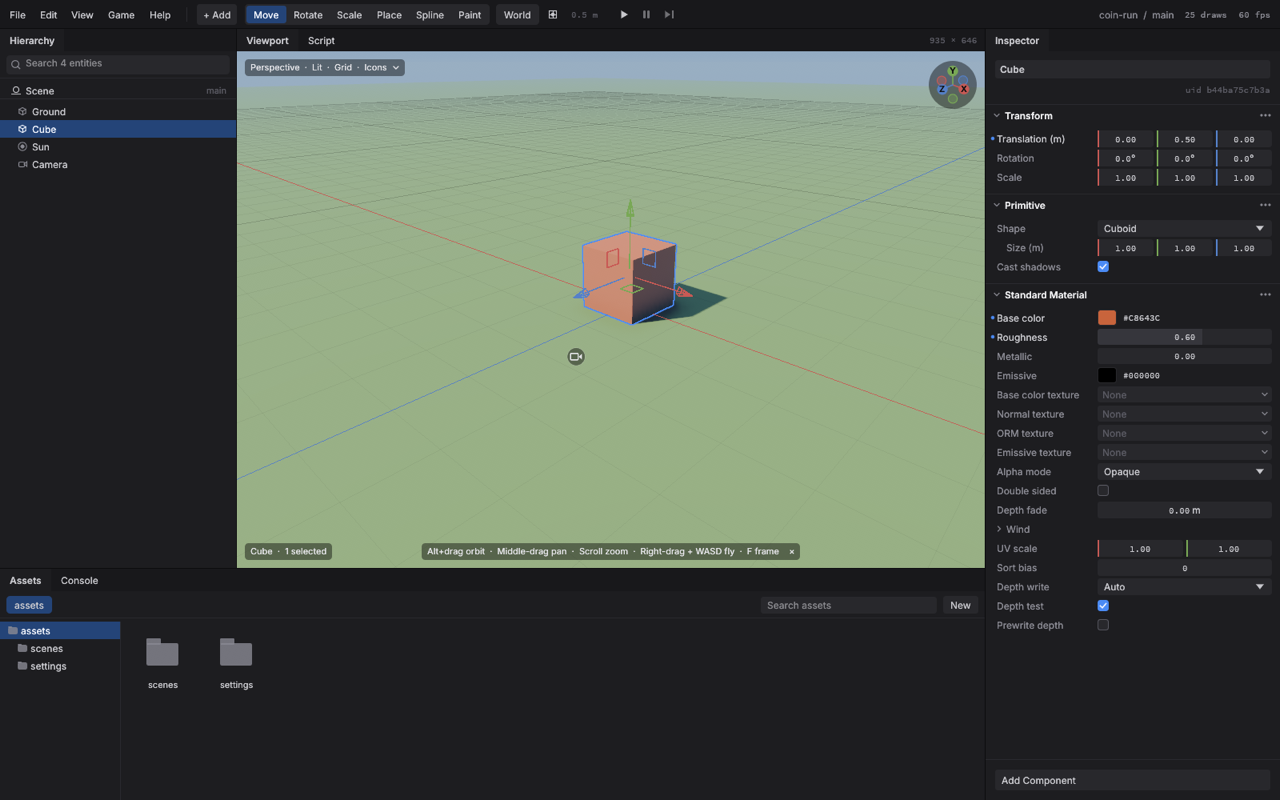 File Edit View Game Help + Add Move Rotate Scale Place Spline Paint World 0.5 m coin-run / main 25 draws 60 fps
Hierarchy
Search 4 entities
Scene main
Ground
Cube
Sun
Camera
Viewport Script 935 × 646
Perspective · Lit · Grid · Icons
Y
Z X
Cube · 1 selected
Alt+drag orbit · Middle-drag pan · Scroll zoom · Right-drag + WASD fly · F frame ×
Inspector
Cube
uid b44ba75c7b3a
Transform
Translation (m) 0.00 0.50 0.00
Rotation 0.0° 0.0° 0.0°
Scale 1.00 1.00 1.00
Primitive
Shape Cuboid
Size (m) 1.00 1.00 1.00
Cast shadows
Standard Material
Base color #C8643C
Roughness 0.60
Metallic 0.00
Emissive #000000
Base color texture None
Normal texture None
ORM texture None
Emissive texture None
Alpha mode Opaque
Double sided
Depth fade 0.00 m
Wind
UV scale 1.00 1.00
Sort bias 0
Depth write Auto
Depth test
Prewrite depth
Add Component
Assets Console
assets Search assets New
assets
scenes
settings
scenes settings